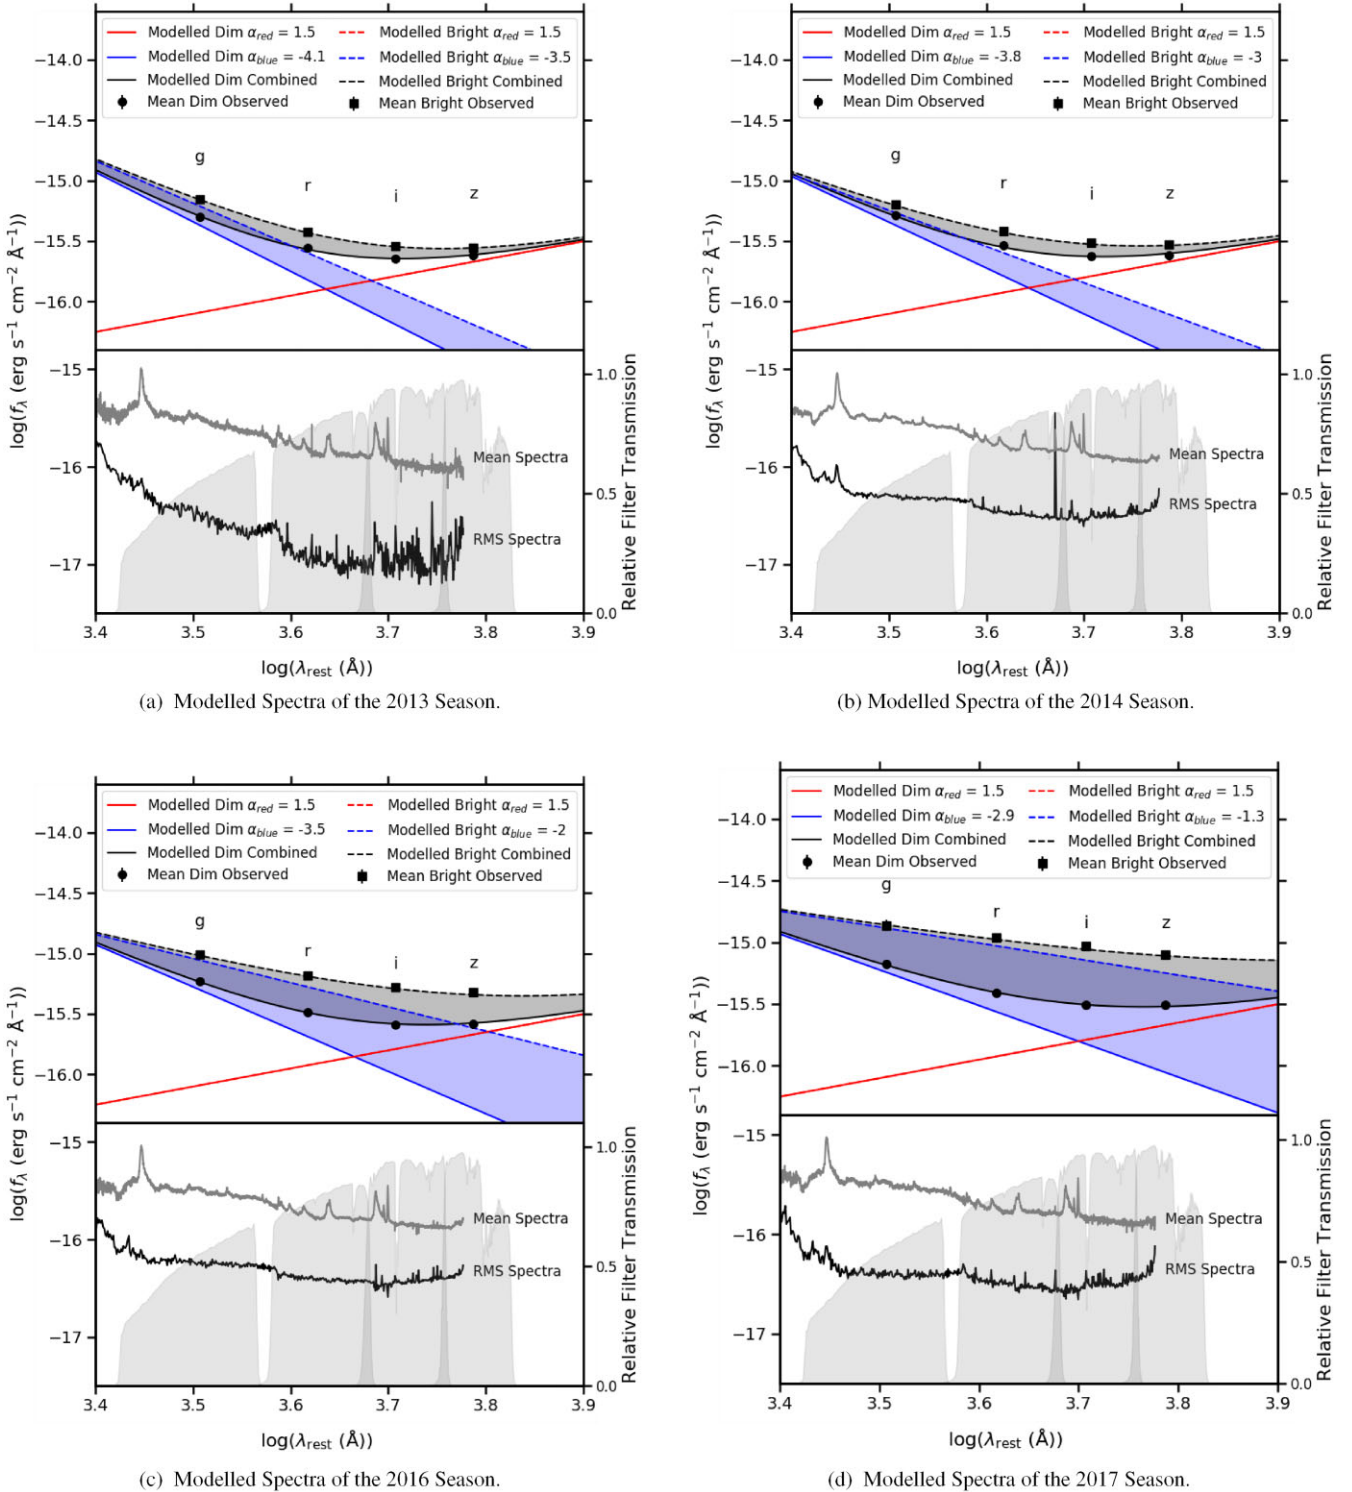 Modelled Dim αred = 1.5
Modelled Bright αred = 1.5
Modelled Dim αblue = -4.1
Modelled Bright αblue = -3.5
Modelled Dim Combined
Modelled Bright Combined
Mean Dim Observed
Mean Bright Observed
−14.0
−14.5
−15.0
−15.5
−16.0
g
r
i
z
log(fλ (erg s−1 cm−2 Å−1))
−15
−16
−17
Mean Spectra
RMS Spectra
1.0
0.5
0.0
Relative Filter Transmission
3.4 3.5 3.6 3.7 3.8 3.9
log(λrest (Å))
(a) Modelled Spectra of the 2013 Season.
Modelled Dim αred = 1.5
Modelled Bright αred = 1.5
Modelled Dim αblue = -3.8
Modelled Bright αblue = -3
Modelled Dim Combined
Modelled Bright Combined
Mean Dim Observed
Mean Bright Observed
−14.0
−14.5
−15.0
−15.5
−16.0
g
r
i
z
log(fλ (erg s−1 cm−2 Å−1))
−15
−16
−17
Mean Spectra
RMS Spectra
1.0
0.5
0.0
Relative Filter Transmission
3.4 3.5 3.6 3.7 3.8 3.9
log(λrest (Å))
(b) Modelled Spectra of the 2014 Season.
Modelled Dim αred = 1.5
Modelled Bright αred = 1.5
Modelled Dim αblue = -3.5
Modelled Bright αblue = -2
Modelled Dim Combined
Modelled Bright Combined
Mean Dim Observed
Mean Bright Observed
−14.0
−14.5
−15.0
−15.5
−16.0
g
r
i
z
log(fλ (erg s−1 cm−2 Å−1))
−15
−16
−17
Mean Spectra
RMS Spectra
1.0
0.5
0.0
Relative Filter Transmission
3.4 3.5 3.6 3.7 3.8 3.9
log(λrest (Å))
(c) Modelled Spectra of the 2016 Season.
Modelled Dim αred = 1.5
Modelled Bright αred = 1.5
Modelled Dim αblue = -2.9
Modelled Bright αblue = -1.3
Modelled Dim Combined
Modelled Bright Combined
Mean Dim Observed
Mean Bright Observed
−14.0
−14.5
−15.0
−15.5
−16.0
g
r
i
z
log(fλ (erg s−1 cm−2 Å−1))
−15
−16
−17
Mean Spectra
RMS Spectra
1.0
0.5
0.0
Relative Filter Transmission
3.4 3.5 3.6 3.7 3.8 3.9
log(λrest (Å))
(d) Modelled Spectra of the 2017 Season.